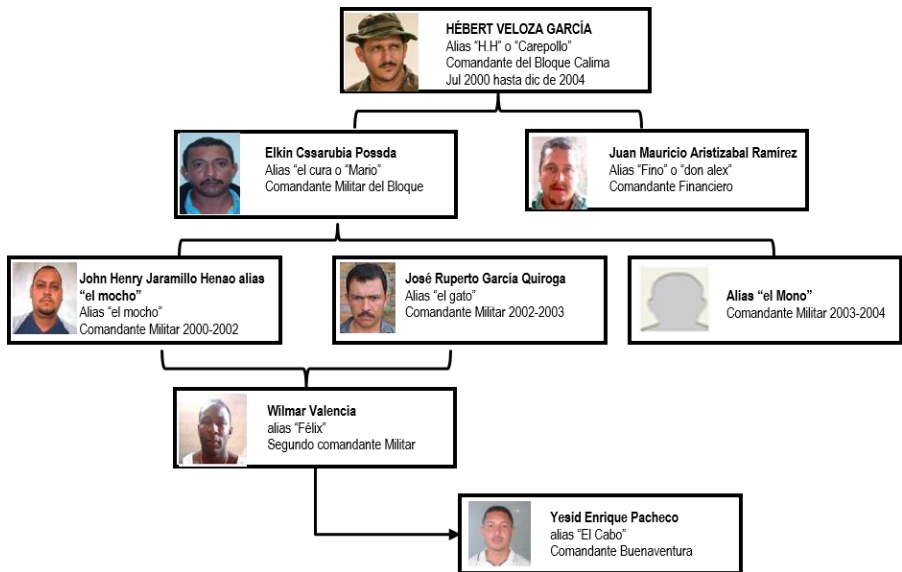 HÉBERT VELOZA GARCÍA
Alias “H.H” o “Carepollo”
Comandante del Bloque Calima
Jul 2000 hasta dic de 2004
Elkin Cssarubia Possda
Alias “el cura o “Mario”
Comandante Militar del Bloque
Juan Mauricio Aristizabal Ramírez
Alias “Fino” o “don alex”
Comandante Financiero
John Henry Jaramillo Henao alias
“el mocho”
Alias “el mocho”
Comandante Militar 2000-2002
José Ruperto García Quiroga
Alias “el gato”
Comandante Militar 2002-2003
Alias “el Mono”
Comandante Militar 2003-2004
Wilmar Valencia
alias “Félix”
Segundo comandante Militar
Yesid Enrique Pacheco
alias “El Cabo”
Comandante Buenaventura